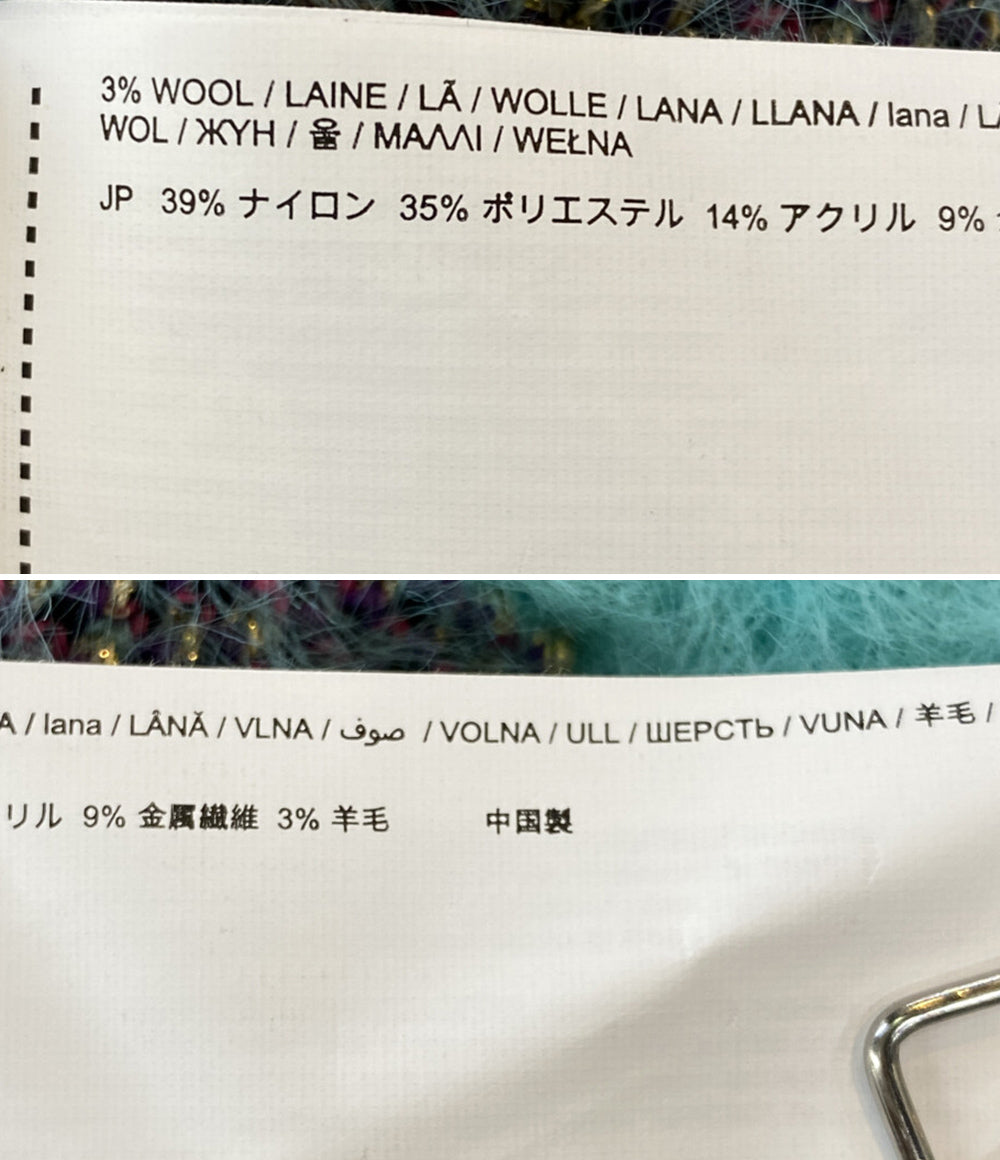 3% WOOL / LAINE / LÃ / WOLLE / LANA / LLANA / lana / LA
WOL / ЖҮН / 울 / ΜΑΛΛΙ / WEŁNA
JP 39% ナイロン 35% ポリエステル 14% アクリル 9%
A / lana / LÂNĂ / VLNA / صوف / VOLNA / ULL / ШЕРСТЬ / VUNA / 羊毛 /
リル 9% 金属繊維 3% 羊毛 中国製